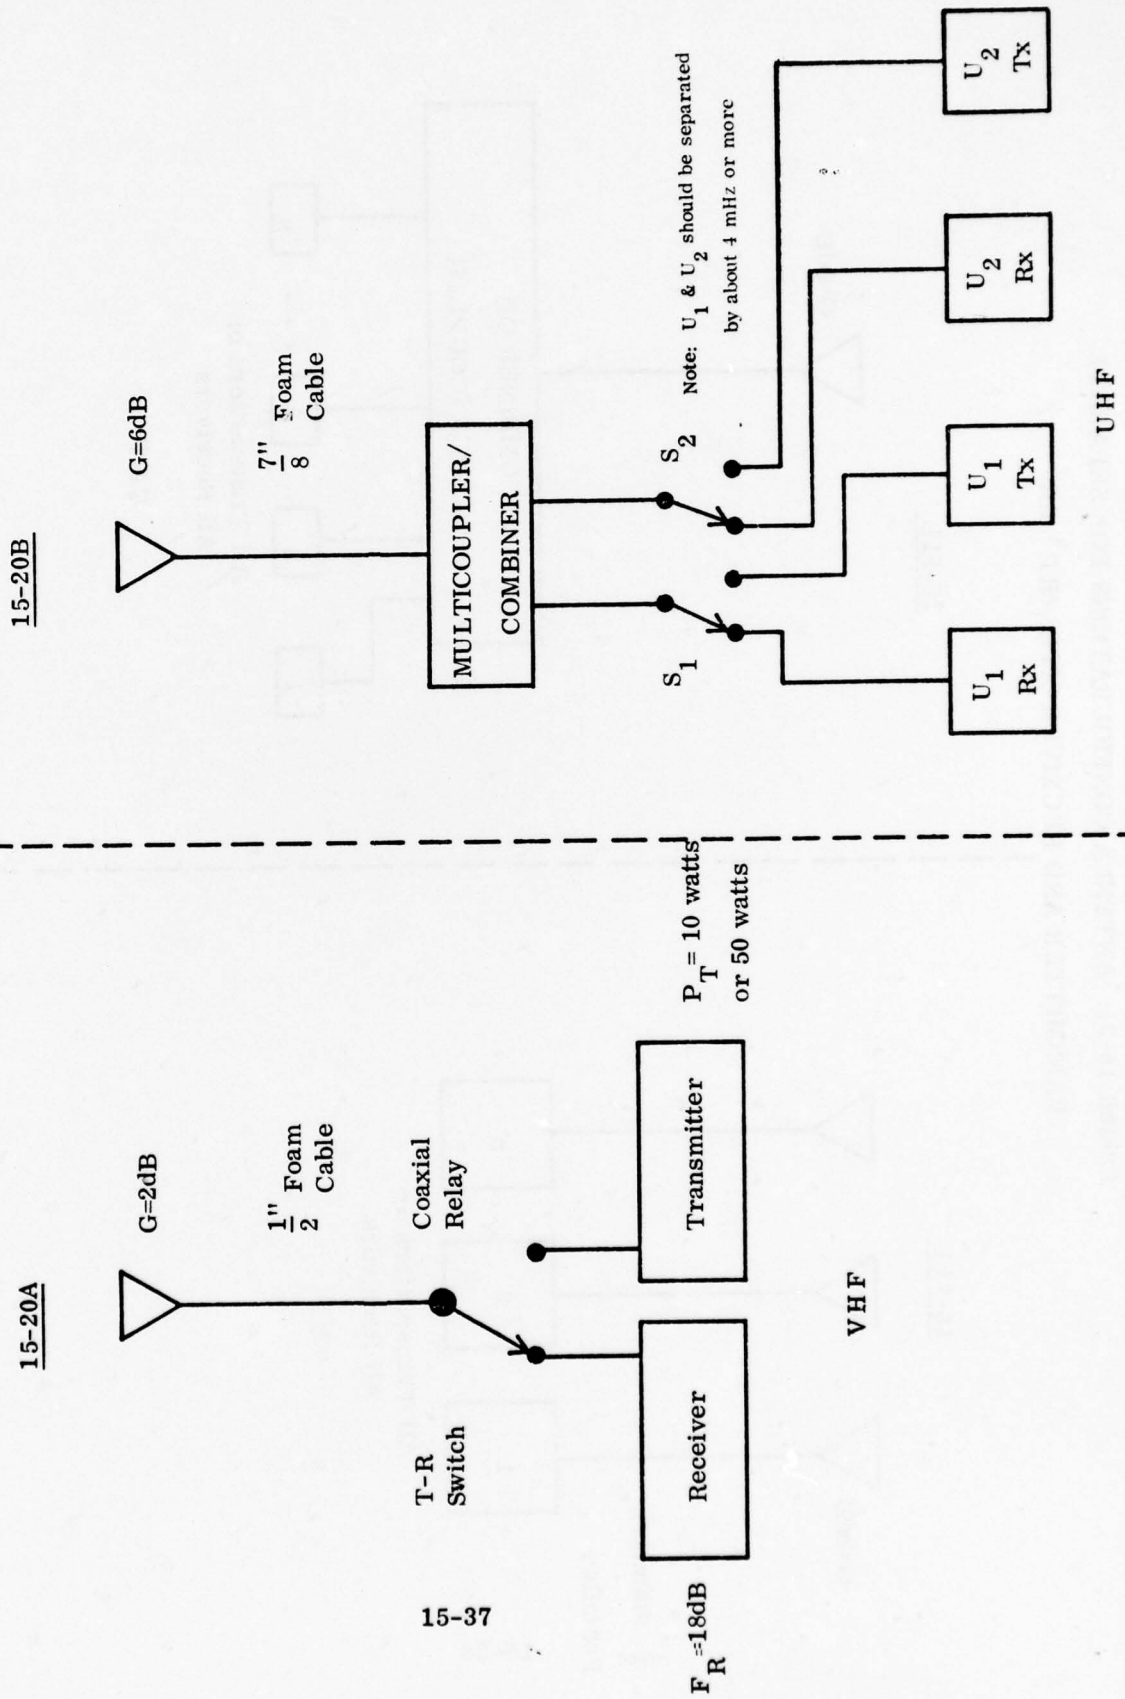 15-20A
G=2dB
1" Foam
2 Cable
T-R
Switch
Coaxial
Relay
Receiver
Transmitter
F_R=18dB
P_T= 10 watts
or 50 watts
VHF
15-20B
G=6dB
7" Foam
8 Cable
MULTICOUPLER/
COMBINER
S_1
S_2
Note: U_1 & U_2 should be separated
by about 4 mHz or more
U_1
Rx
U_1
Tx
U_2
Rx
U_2
Tx
UHF
15-37